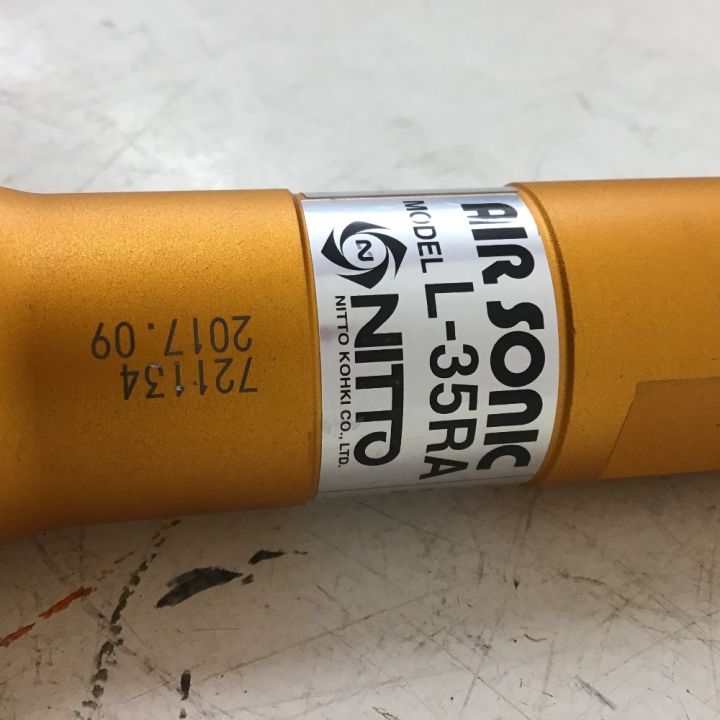 AIR SONIC
MODEL L-35RA
N NITTO
NITTO KOHKI CO., LTD.
721134
2017.09